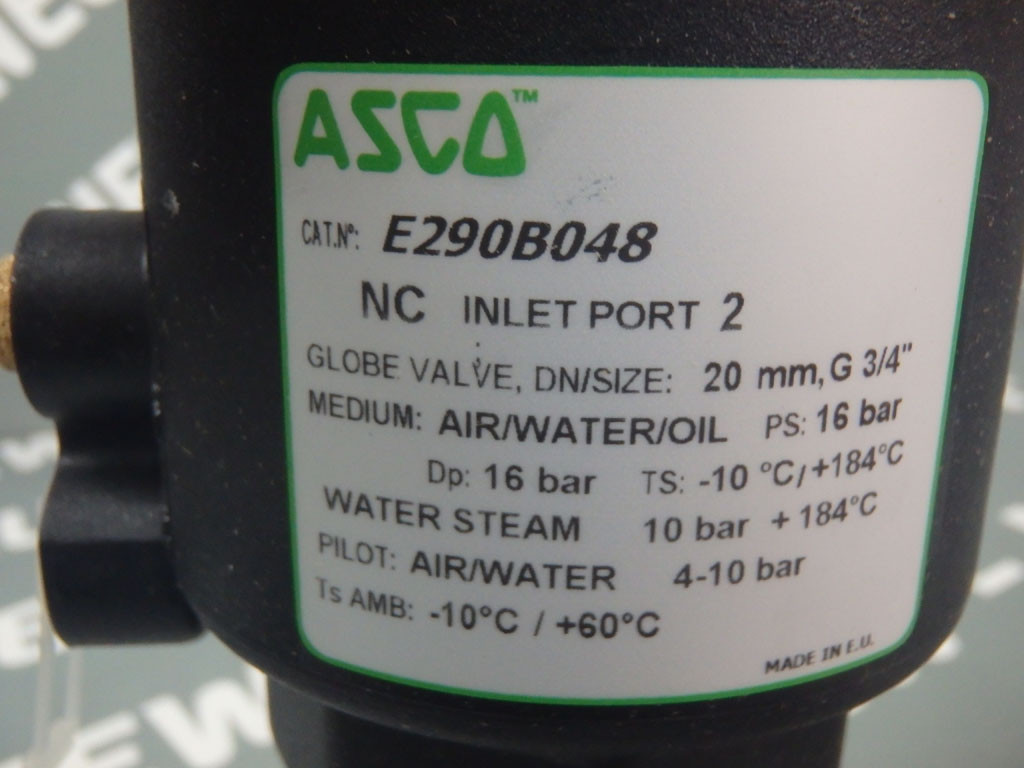 ASCO™
CAT.Nº: E290B048
NC INLET PORT 2
GLOBE VALVE, DN/SIZE: 20 mm, G 3/4"
MEDIUM: AIR/WATER/OIL PS: 16 bar
Dp: 16 bar TS: -10 °C/+184°C
WATER STEAM 10 bar +184°C
PILOT: AIR/WATER 4-10 bar
Ts AMB: -10°C / +60°C
MADE IN E.U.